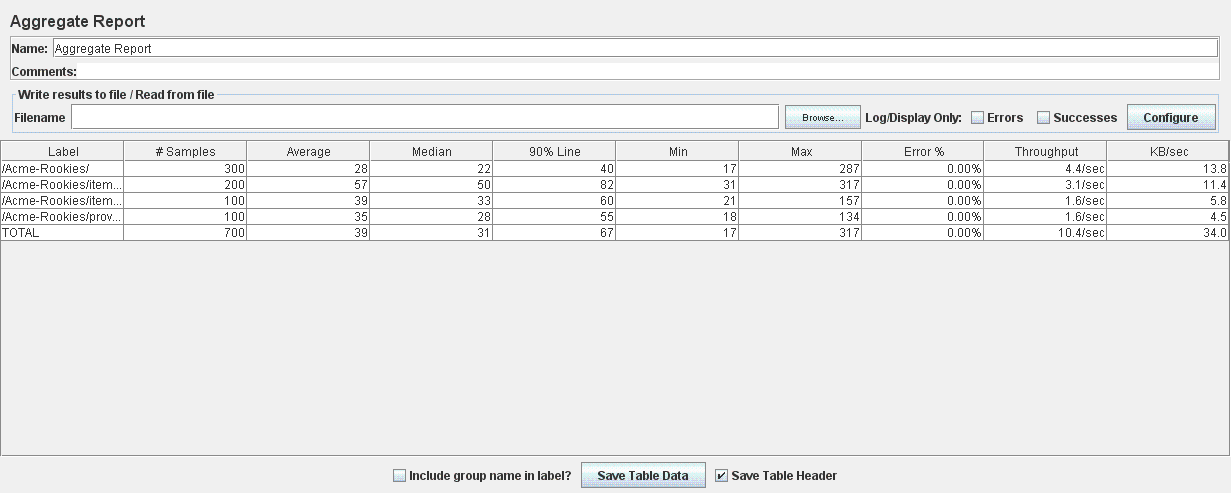 Aggregate Report
Name: Aggregate Report
Comments:
Write results to file / Read from file
Filename Browse... Log/Display Only: Errors Successes Configure
Label # Samples Average Median 90% Line Min Max Error % Throughput KB/sec
/Acme-Rookies/ 300 28 22 40 17 287 0.00% 4.4/sec 13.8
/Acme-Rookies/item... 200 57 50 82 31 317 0.00% 3.1/sec 11.4
/Acme-Rookies/item... 100 39 33 60 21 157 0.00% 1.6/sec 5.8
/Acme-Rookies/prov... 100 35 28 55 18 134 0.00% 1.6/sec 4.5
TOTAL 700 39 31 67 17 317 0.00% 10.4/sec 34.0
Include group name in label? Save Table Data Save Table Header